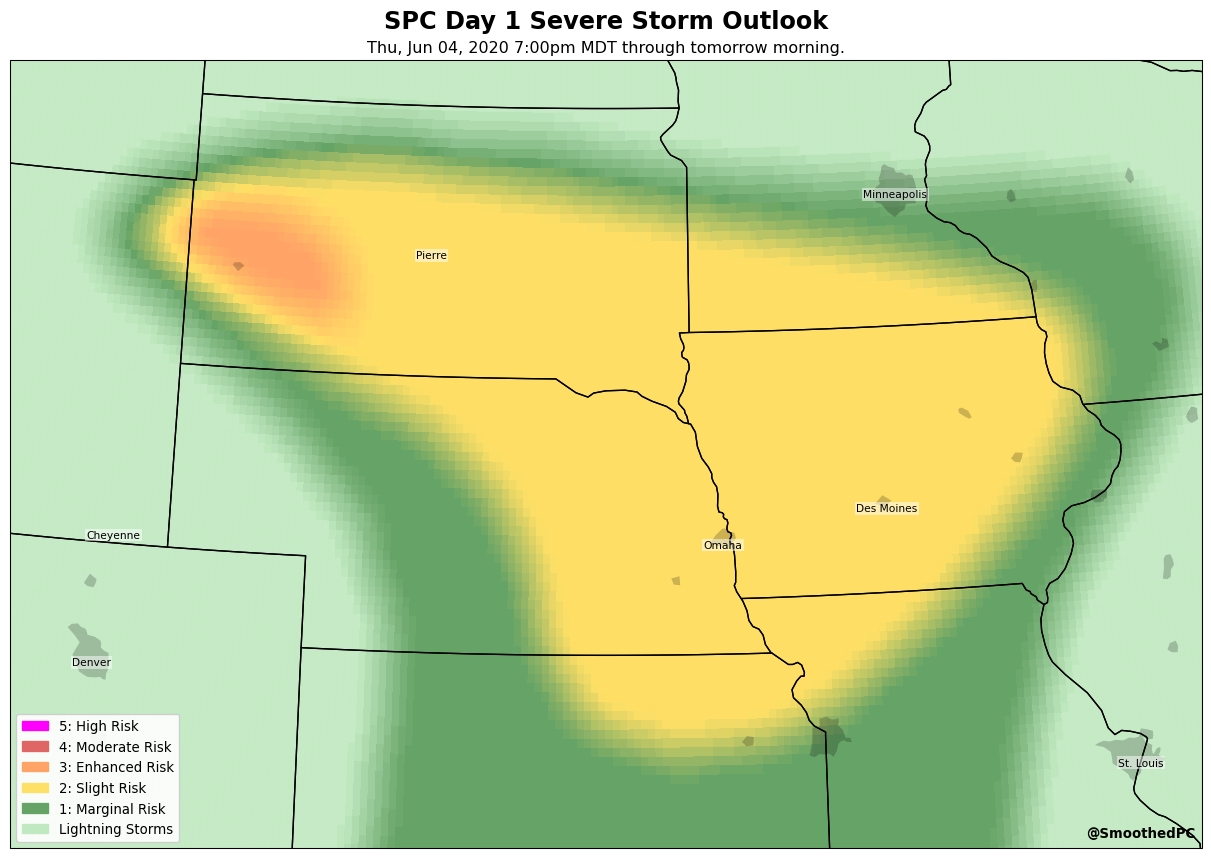 SPC Day 1 Severe Storm Outlook
Thu, Jun 04, 2020 7:00pm MDT through tomorrow morning.
Minneapolis
Pierre
Des Moines
Cheyenne
Omaha
Denver
St. Louis
5: High Risk
4: Moderate Risk
3: Enhanced Risk
2: Slight Risk
1: Marginal Risk
Lightning Storms
@SmoothedPC